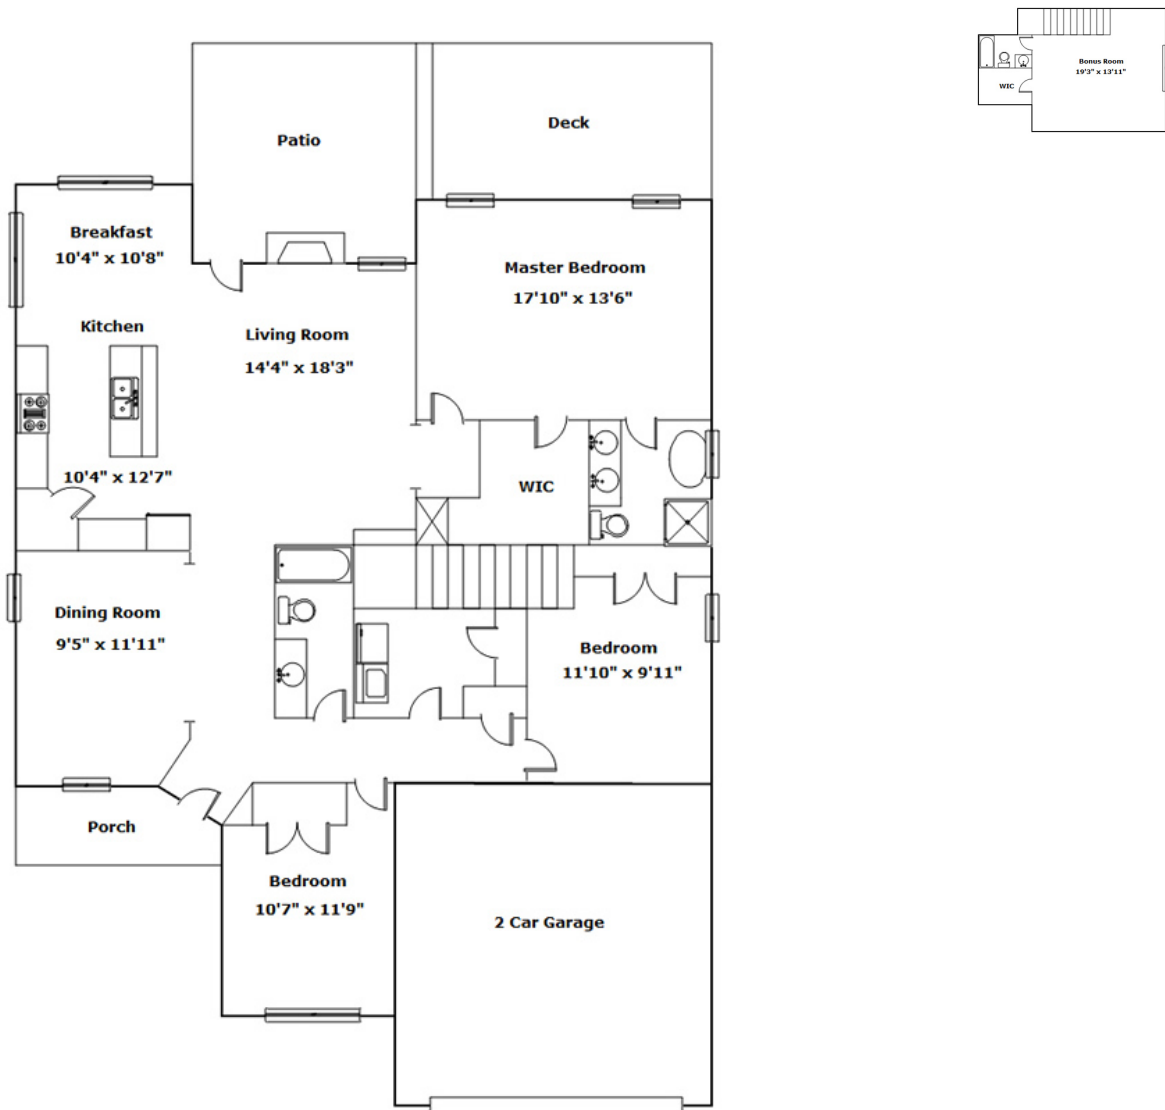 Bonus Room
19'3" x 13'11"
WIC
Patio
Deck
Breakfast
10'4" x 10'8"
Master Bedroom
17'10" x 13'6"
Kitchen
Living Room
14'4" x 18'3"
10'4" x 12'7"
WIC
Dining Room
9'5" x 11'11"
Bedroom
11'10" x 9'11"
Porch
Bedroom
10'7" x 11'9"
2 Car Garage